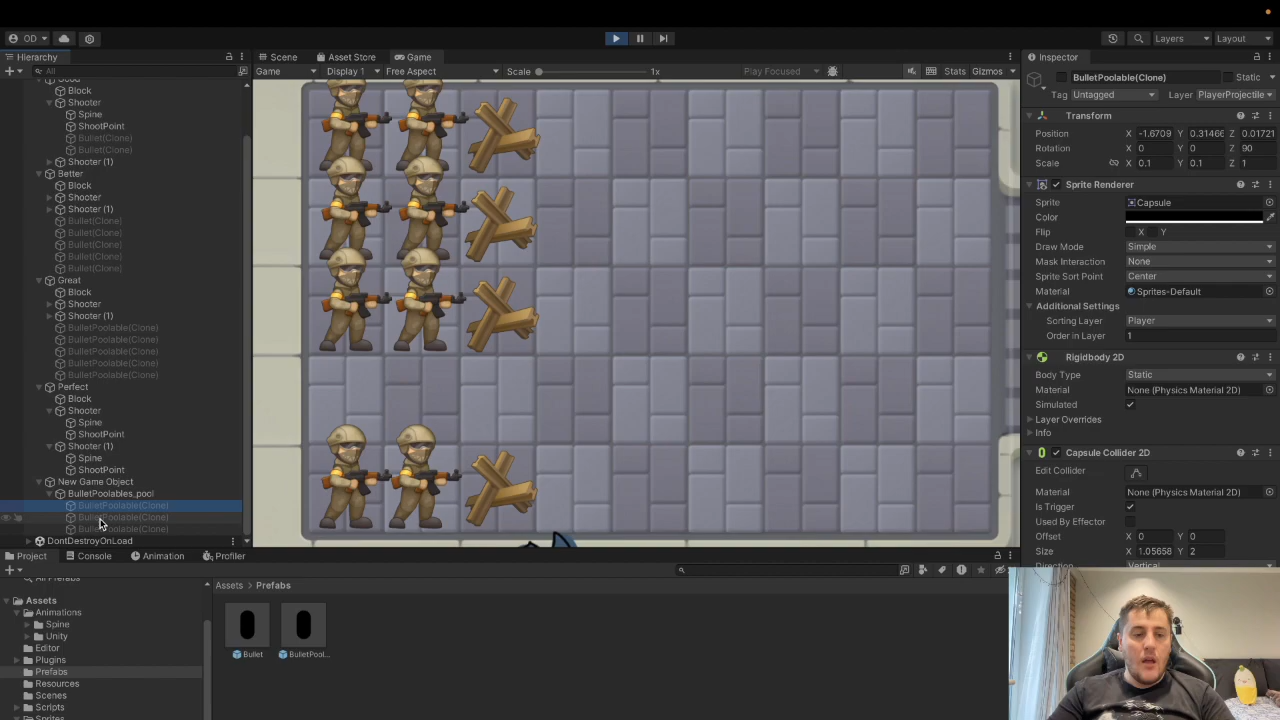 OD
Layers
Layout
Hierarchy
All
Block
Shooter
Spine
ShootPoint
Bullet(Clone)
Bullet(Clone)
Shooter (1)
Better
Block
Shooter
Shooter (1)
Bullet(Clone)
Bullet(Clone)
Bullet(Clone)
Bullet(Clone)
Bullet(Clone)
Great
Block
Shooter
Shooter (1)
BulletPoolable(Clone)
BulletPoolable(Clone)
BulletPoolable(Clone)
BulletPoolable(Clone)
BulletPoolable(Clone)
Perfect
Block
Shooter
Spine
ShootPoint
Shooter (1)
Spine
ShootPoint
New Game Object
BulletPoolables_pool
BulletPoolable(Clone)
BulletPoolable(Clone)
BulletPoolable(Clone)
DontDestroyOnLoad
Scene Asset Store Game
Game Display 1 Free Aspect Scale 1x Play Focused Stats Gizmos
Inspector
BulletPoolable(Clone) Static
Tag Untagged Layer PlayerProjectile
Transform
Position X -1.6709 Y 0.31466 Z 0.01721
Rotation X 0 Y 0 Z 90
Scale X 0.1 Y 0.1 Z 1
Sprite Renderer
Sprite Capsule
Color
Flip X Y
Draw Mode Simple
Mask Interaction None
Sprite Sort Point Center
Material Sprites-Default
Additional Settings
Sorting Layer Player
Order in Layer 1
Rigidbody 2D
Body Type Static
Material None (Physics Material 2D)
Simulated
Layer Overrides
Info
Capsule Collider 2D
Edit Collider
Material None (Physics Material 2D)
Is Trigger
Used By Effector
Offset X 0 Y 0
Size X 1.05658 Y 2
Direction Vertical
Project Console Animation Profiler
All Prefabs
Assets
Animations
Spine
Unity
Editor
Plugins
Prefabs
Resources
Scenes
Scripts
Sprites
Assets > Prefabs
Bullet BulletPool...